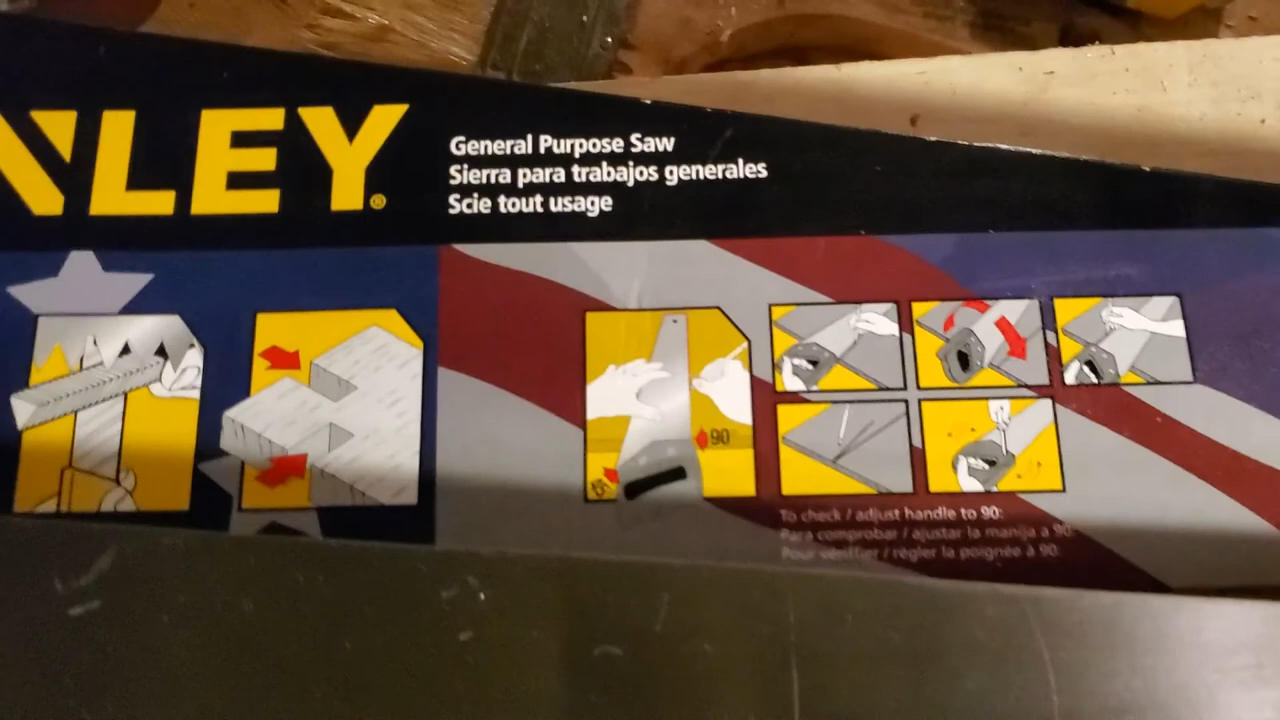 NLEY®
General Purpose Saw
Sierra para trabajos generales
Scie tout usage
90
To check / adjust handle to 90:
Para comprobar / ajustar la manija a 90:
Pour vérifier / régler la poignée à 90: